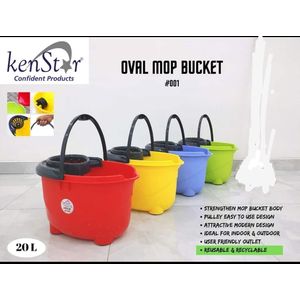 kenStar
Confident Products
OVAL MOP BUCKET
#001
• STRENGTHEN MOP BUCKET BODY
• PULLEY EASY TO USE DESIGN
• ATTRACTIVE MODERN DESIGN
• IDEAL FOR INDOOR & OUTDOOR
• USER FRIENDLY OUTLET
• REUSABLE & RECYCLABLE
20 L